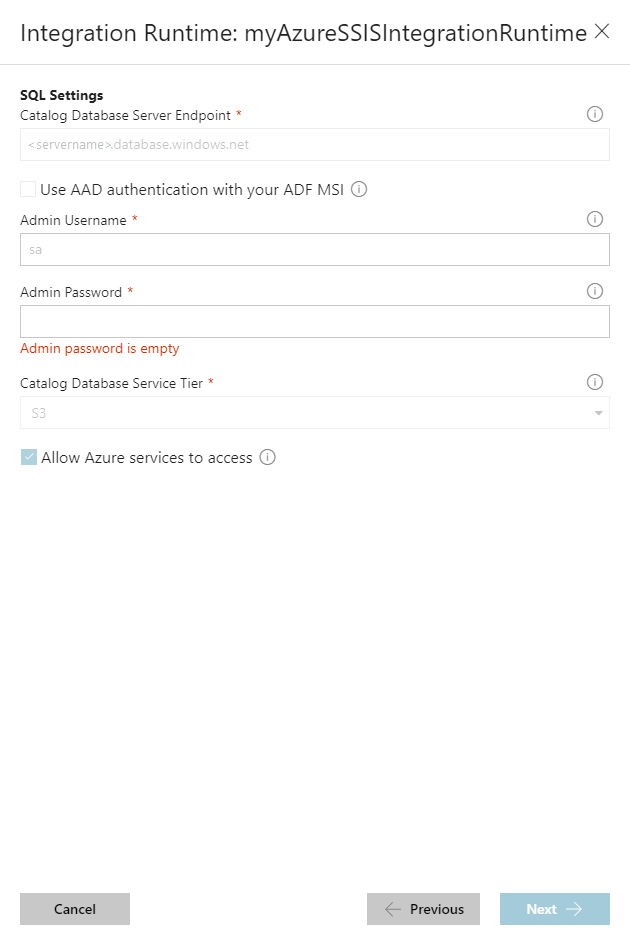 Integration Runtime: myAzureSSISIntegrationRuntime
SQL Settings
Catalog Database Server Endpoint *
<servername>.database.windows.net
Use AAD authentication with your ADF MSI
Admin Username *
sa
Admin Password *
Admin password is empty
Catalog Database Service Tier *
S3
Allow Azure services to access
Cancel
Previous
Next